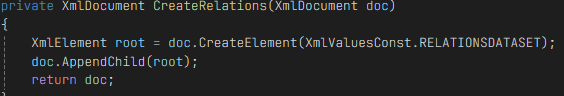 private XmlDocument CreateRelations(XmlDocument doc)
{
XmlElement root = doc.CreateElement(XmlValuesConst.RELATIONSDATASET);
doc.AppendChild(root);
return doc;